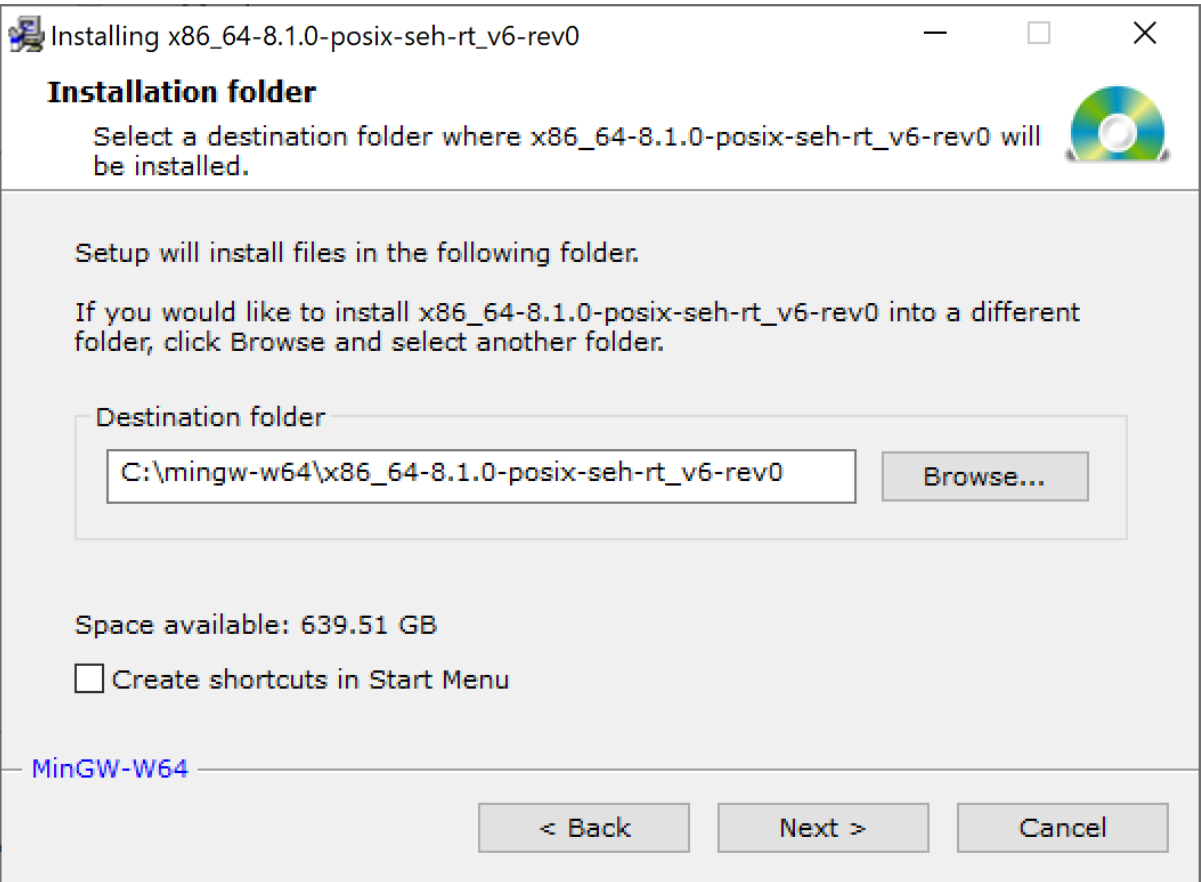 Installing x86_64-8.1.0-posix-seh-rt_v6-rev0
Installation folder
Select a destination folder where x86_64-8.1.0-posix-seh-rt_v6-rev0 will
be installed.
Setup will install files in the following folder.
If you would like to install x86_64-8.1.0-posix-seh-rt_v6-rev0 into a different
folder, click Browse and select another folder.
Destination folder
C:\mingw-w64\x86_64-8.1.0-posix-seh-rt_v6-rev0
Browse...
Space available: 639.51 GB
Create shortcuts in Start Menu
MinGW-W64
< Back
Next >
Cancel